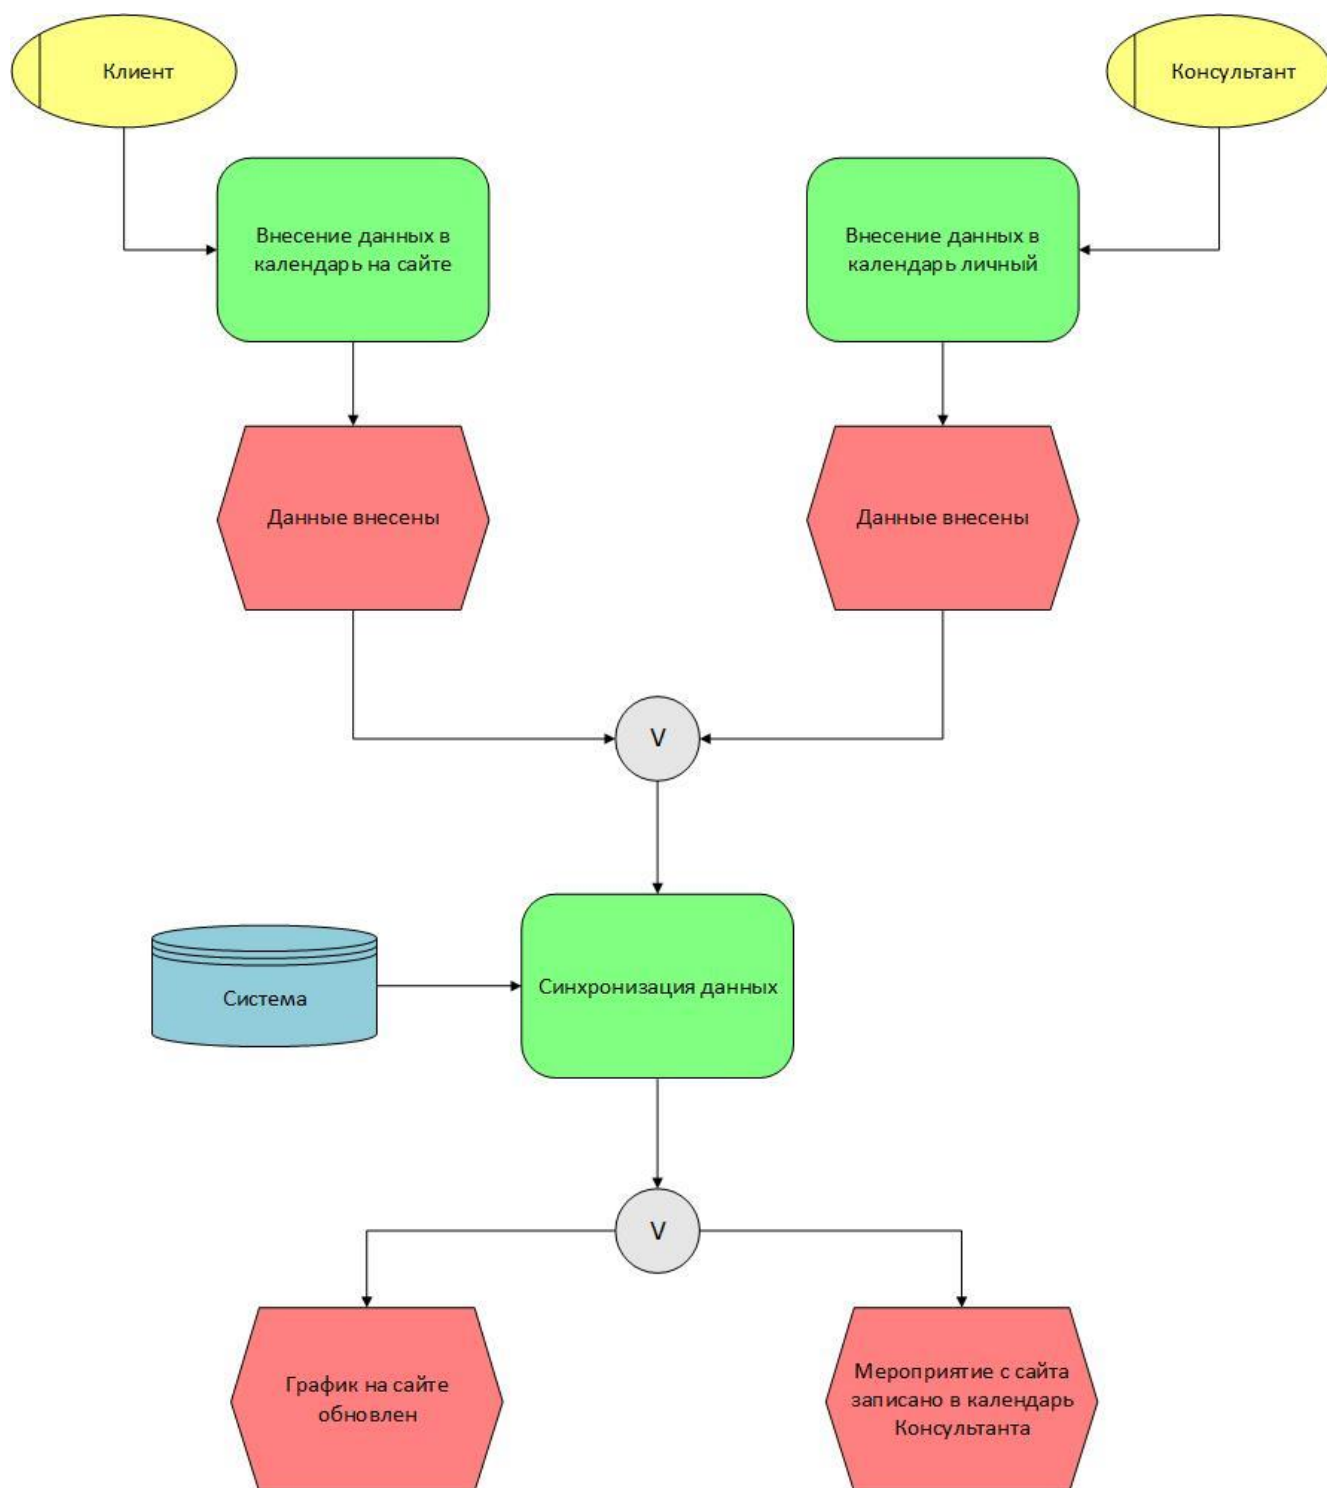 Клиент
Консультант
Внесение данных в
календарь на сайте
Внесение данных в
календарь личный
Данные внесены
Данные внесены
V
Система
Синхронизация данных
V
График на сайте
обновлен
Мероприятие с сайта
записано в календарь
Консультанта